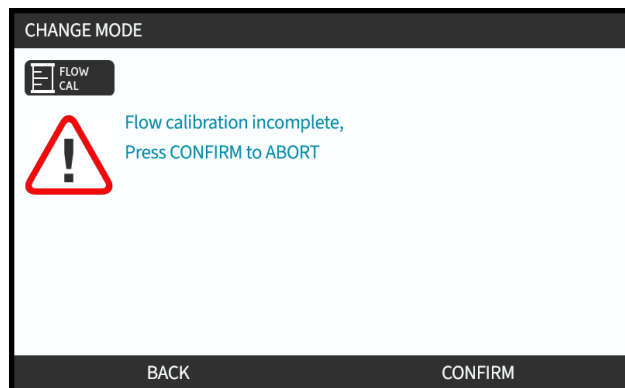 CHANGE MODE
FLOW
CAL
Flow calibration incomplete,
Press CONFIRM to ABORT
BACK CONFIRM